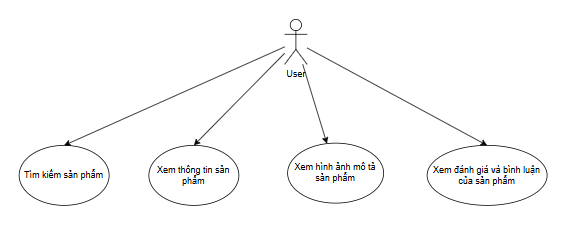 User
Tìm kiếm sản phẩm
Xem thông tin sản
phẩm
Xem hình ảnh mô tả
sản phẩm
Xem đánh giá và bình luận
của sản phẩm